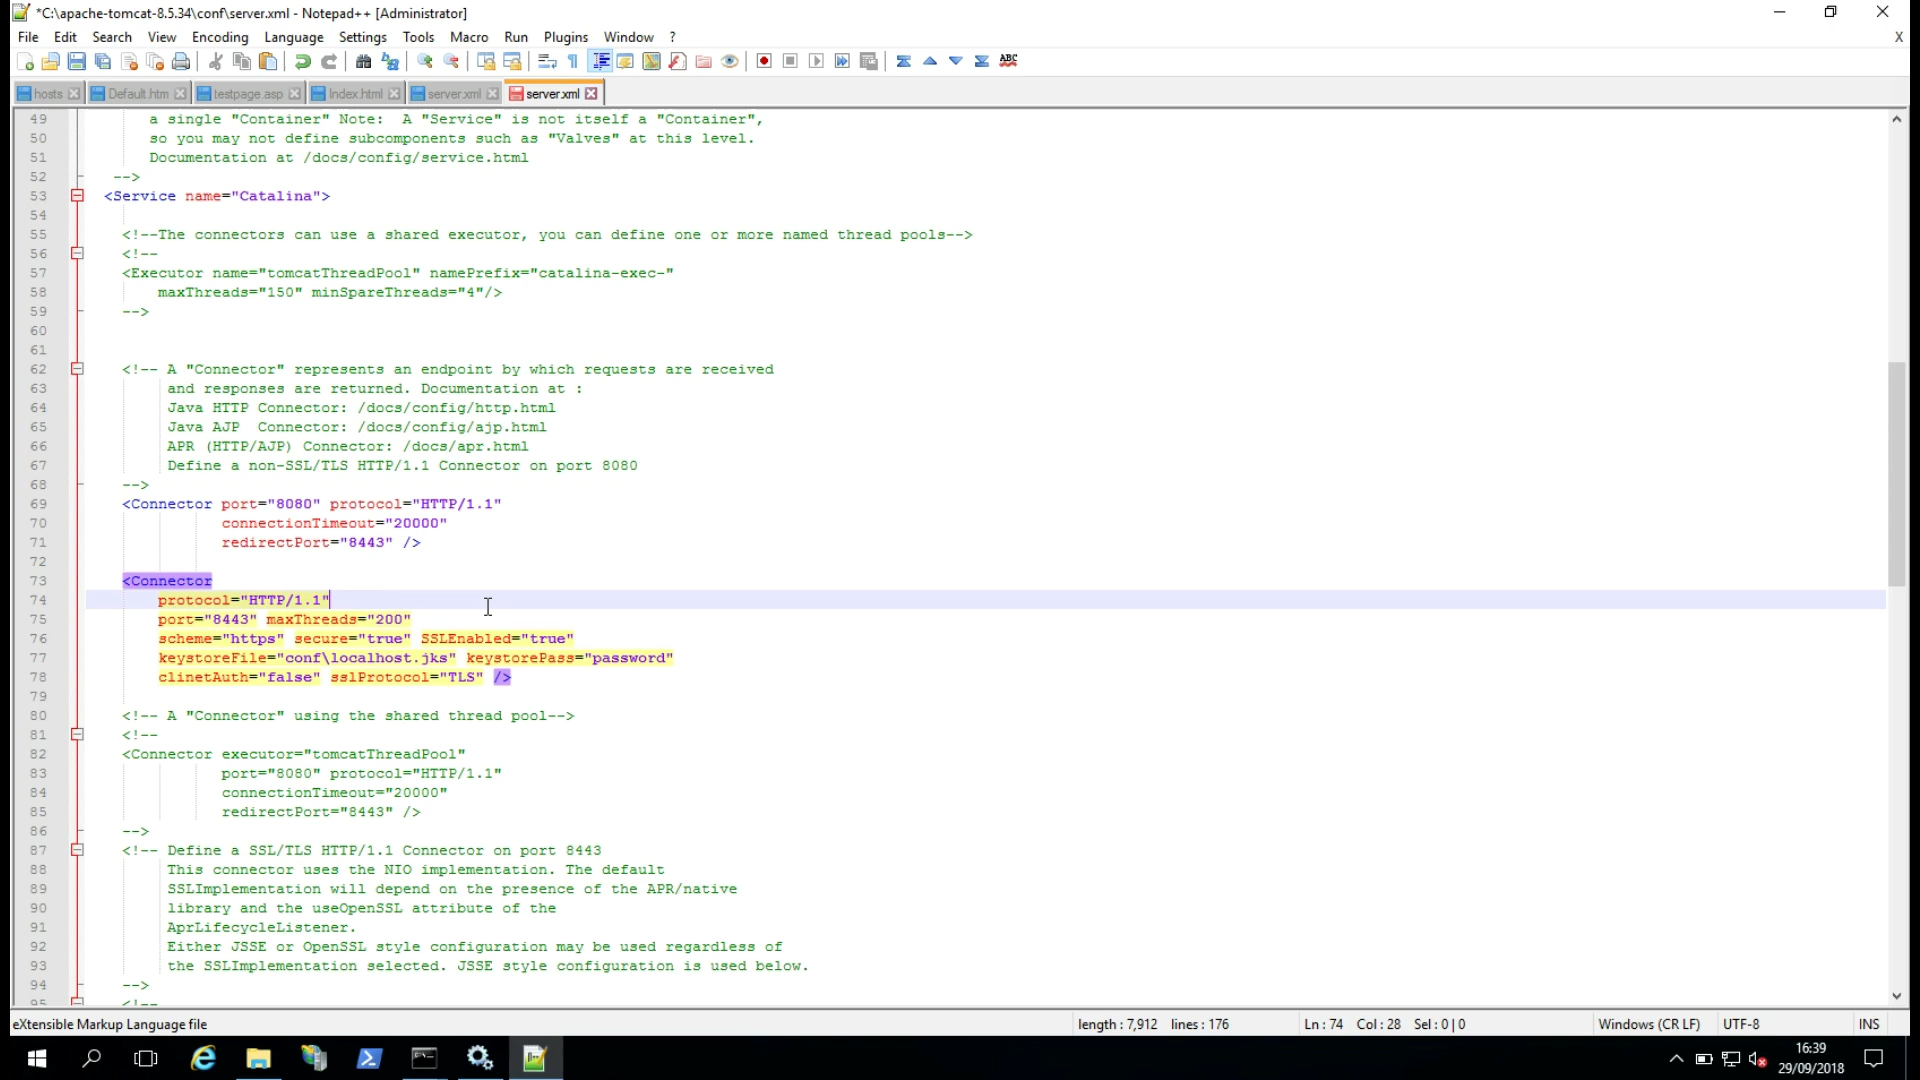 *C:\apache-tomcat-8.5.34\conf\server.xml - Notepad++ [Administrator]
File Edit Search View Encoding Language Settings Tools Macro Run Plugins Window ? X
hosts Default.htm testpage.asp Index.html server.xml server.xml
49 a single "Container" Note:  A "Service" is not itself a "Container",
50 so you may not define subcomponents such as "Valves" at this level.
51 Documentation at /docs/config/service.html
52 -->
53 <Service name="Catalina">
54
55 <!--The connectors can use a shared executor, you can define one or more named thread pools-->
56 <!--
57 <Executor name="tomcatThreadPool" namePrefix="catalina-exec-"
58 maxThreads="150" minSpareThreads="4"/>
59 -->
60
61
62 <!-- A "Connector" represents an endpoint by which requests are received
63 and responses are returned. Documentation at :
64 Java HTTP Connector: /docs/config/http.html
65 Java AJP  Connector: /docs/config/ajp.html
66 APR (HTTP/AJP) Connector: /docs/apr.html
67 Define a non-SSL/TLS HTTP/1.1 Connector on port 8080
68 -->
69 <Connector port="8080" protocol="HTTP/1.1"
70 connectionTimeout="20000"
71 redirectPort="8443" />
72
73 <Connector
74 protocol="HTTP/1.1"
75 port="8443" maxThreads="200"
76 scheme="https" secure="true" SSLEnabled="true"
77 keystoreFile="conf\localhost.jks" keystorePass="password"
78 clinetAuth="false" sslProtocol="TLS" />
79
80 <!-- A "Connector" using the shared thread pool-->
81 <!--
82 <Connector executor="tomcatThreadPool"
83 port="8080" protocol="HTTP/1.1"
84 connectionTimeout="20000"
85 redirectPort="8443" />
86 -->
87 <!-- Define a SSL/TLS HTTP/1.1 Connector on port 8443
88 This connector uses the NIO implementation. The default
89 SSLImplementation will depend on the presence of the APR/native
90 library and the useOpenSSL attribute of the
91 AprLifecycleListener.
92 Either JSSE or OpenSSL style configuration may be used regardless of
93 the SSLImplementation selected. JSSE style configuration is used below.
94 -->
95 <!--
eXtensible Markup Language file length : 7,912 lines : 176 Ln : 74 Col : 28 Sel : 0 | 0 Windows (CR LF) UTF-8 INS
16:39
29/09/2018